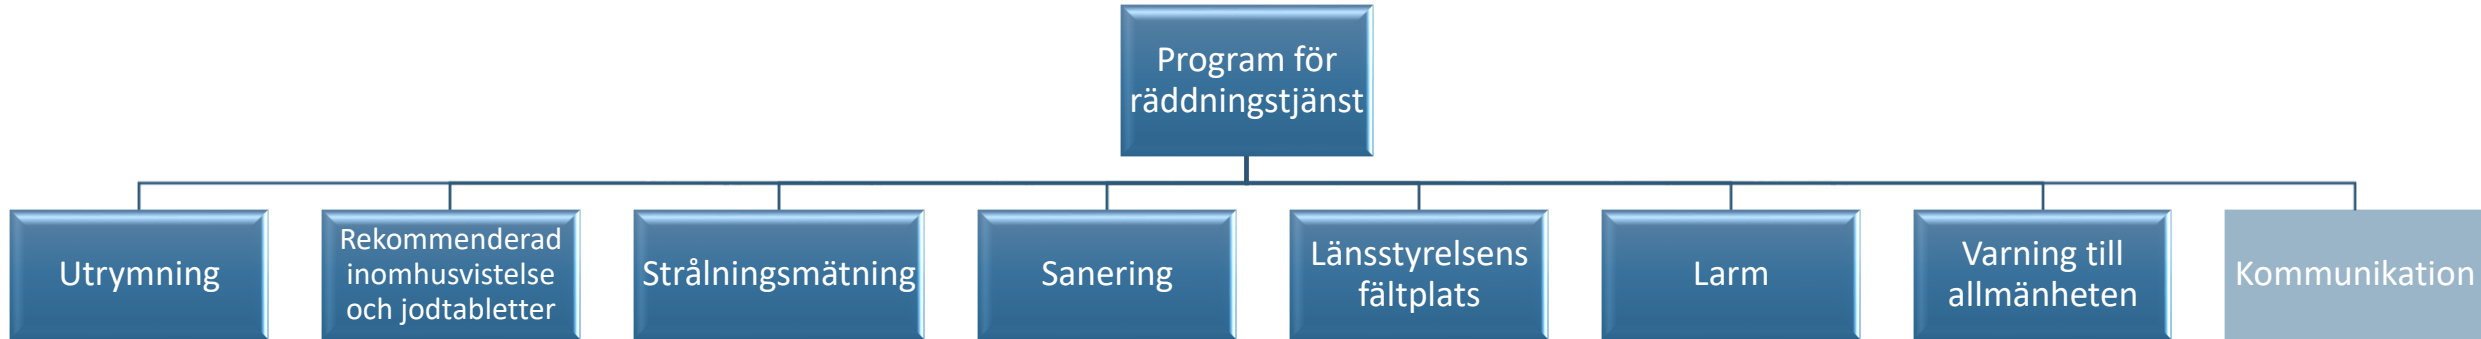 Program för
räddningstjänst
Utrymning
Rekommenderad
inomhusvistelse
och jodtabletter
Strålningsmätning
Sanering
Länsstyrelsens
fältplats
Larm
Varning till
allmänheten
Kommunikation